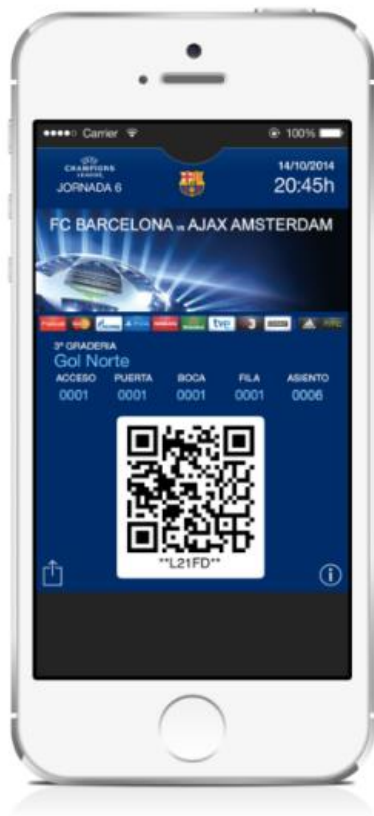 Carrier
100%
CHAMPIONS
LEAGUE
JORNADA 6
14/10/2014
20:45h
FC BARCELONA vs AJAX AMSTERDAM
tve
3ª GRADERIA
Gol Norte
ACCESO PUERTA BOCA FILA ASIENTO
0001 0001 0001 0001 0006
**L21FD**